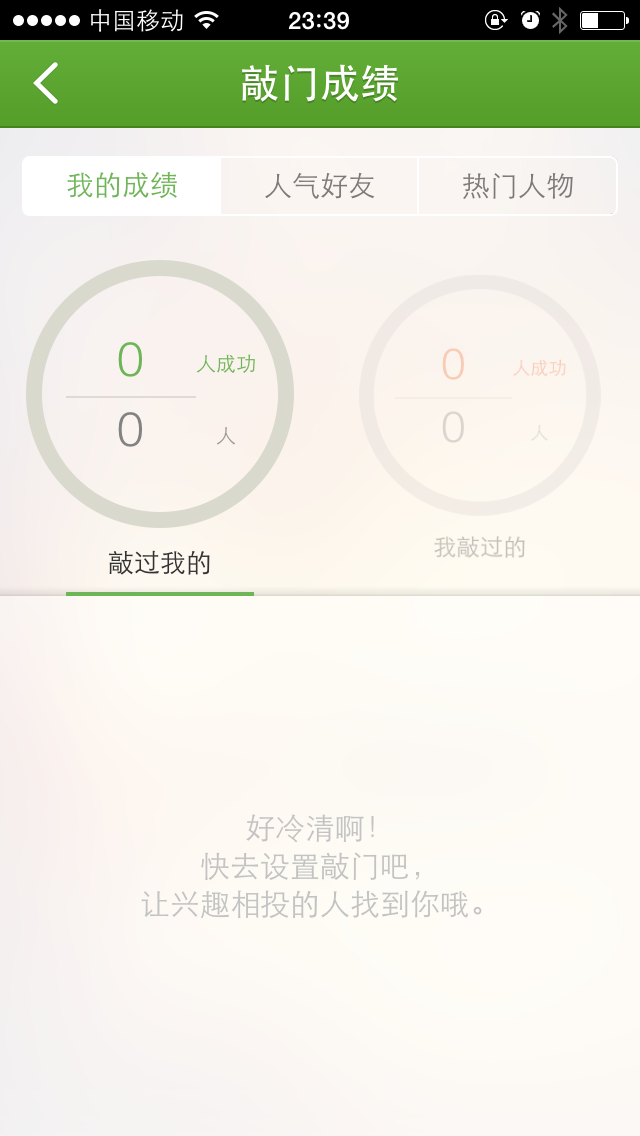 中国移动 23:39
敲门成绩
我的成绩 人气好友 热门人物
0 人成功
0 人
敲过我的
0 人成功
0 人
我敲过的
好冷清啊！
快去设置敲门吧，
让兴趣相投的人找到你哦。